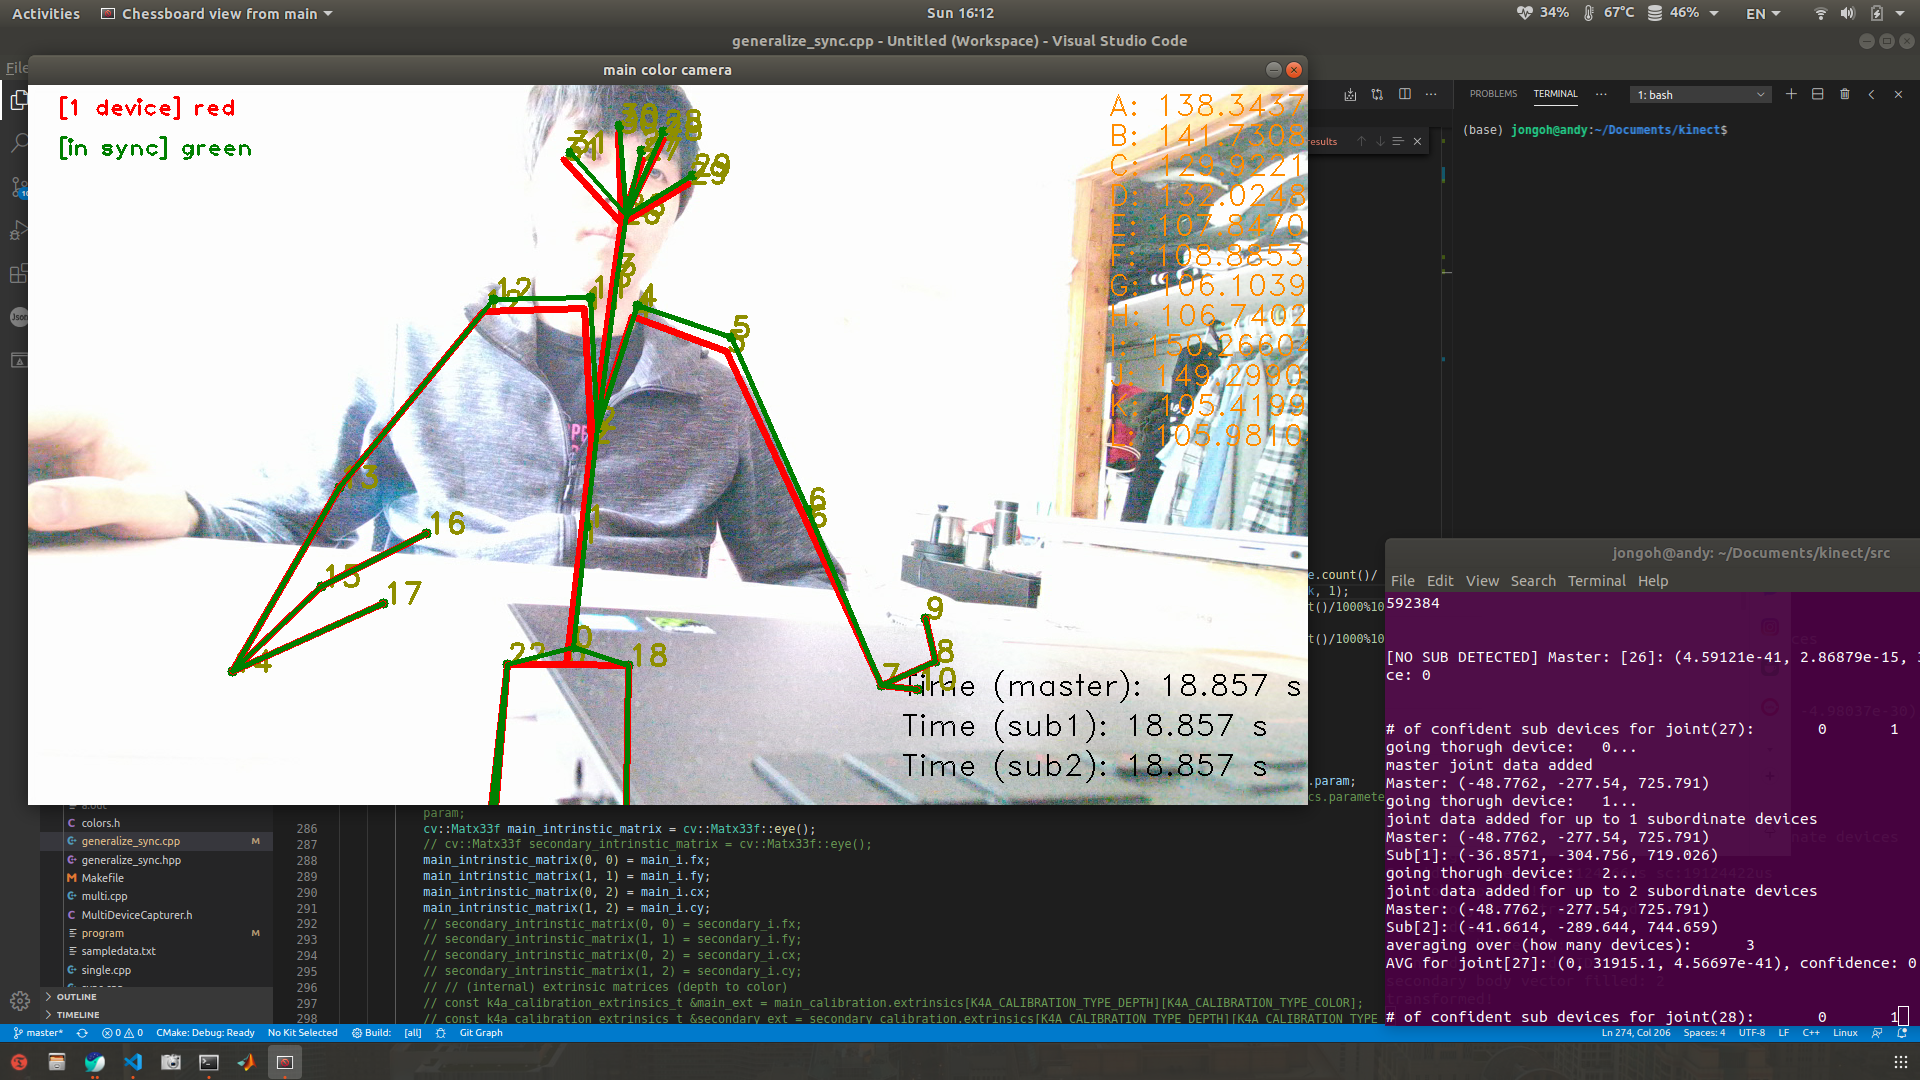 Activities
Chessboard view from main
Sun 16:12
34%
67°C
46%
EN
generalize_sync.cpp - Untitled (Workspace) - Visual Studio Code
File
main color camera
[1 device] red
[in sync] green
A: 138.3437
B: 141.7308
C: 129.9221
D: 132.0248
E: 107.8470
F: 108.8853
G: 106.1039
H: 106.7402
I: 150.26604
J: 149.2990
K: 105.4199
L: 105.9810
12
4
5
13
6
16
15
17
9
8
7
10
0
22
18
Time (master): 18.857 s
Time (sub1): 18.857 s
Time (sub2): 18.857 s
results
PROBLEMS
TERMINAL
1: bash
(base) jongoh@andy:~/Documents/kinect$
e.count()/
, 1);
t()/1000%10
t()/1000%10
.param;
cs.paramete
jongoh@andy: ~/Documents/kinect/src
File Edit View Search Terminal Help
592384
[NO SUB DETECTED] Master: [26]: (4.59121e-41, 2.86879e-15,
ce: 0
# of confident sub devices for joint(27): 0 1
going thorugh device: 0...
master joint data added
Master: (-48.7762, -277.54, 725.791)
going thorugh device: 1...
joint data added for up to 1 subordinate devices
Master: (-48.7762, -277.54, 725.791)
Sub[1]: (-36.8571, -304.756, 719.026)
going thorugh device: 2...
joint data added for up to 2 subordinate devices
Master: (-48.7762, -277.54, 725.791)
Sub[2]: (-41.6614, -289.644, 744.659)
averaging over (how many devices): 3
AVG for joint[27]: (0, 31915.1, 4.56697e-41), confidence: 0
# of confident sub devices for joint(28): 0 1
colors.h
generalize_sync.cpp M
generalize_sync.hpp
Makefile
multi.cpp
MultiDeviceCapturer.h
program M
sampledata.txt
single.cpp
OUTLINE
TIMELINE
param;
286 cv::Matx33f main_intrinstic_matrix = cv::Matx33f::eye();
287 // cv::Matx33f secondary_intrinstic_matrix = cv::Matx33f::eye();
288 main_intrinstic_matrix(0, 0) = main_i.fx;
289 main_intrinstic_matrix(1, 1) = main_i.fy;
290 main_intrinstic_matrix(0, 2) = main_i.cx;
291 main_intrinstic_matrix(1, 2) = main_i.cy;
292 // secondary_intrinstic_matrix(0, 0) = secondary_i.fx;
293 // secondary_intrinstic_matrix(1, 1) = secondary_i.fy;
294 // secondary_intrinstic_matrix(0, 2) = secondary_i.cx;
295 // secondary_intrinstic_matrix(1, 2) = secondary_i.cy;
296 // // (internal) extrinsic matrices (depth to color)
297 // const k4a_calibration_extrinsics_t &main_ext = main_calibration.extrinsics[K4A_CALIBRATION_TYPE_DEPTH][K4A_CALIBRATION_TYPE_COLOR];
298 // const k4a_calibration_extrinsics_t &secondary_ext = secondary_calibration.extrinsics[K4A_CALIBRATION_TYPE_DEPTH][K4A_CALIBRATION_TYPE
master*
0
0
CMake: Debug: Ready
No Kit Selected
Build:
[all]
Git Graph
Ln 274, Col 206
Spaces: 4
UTF-8
LF
C++
Linux